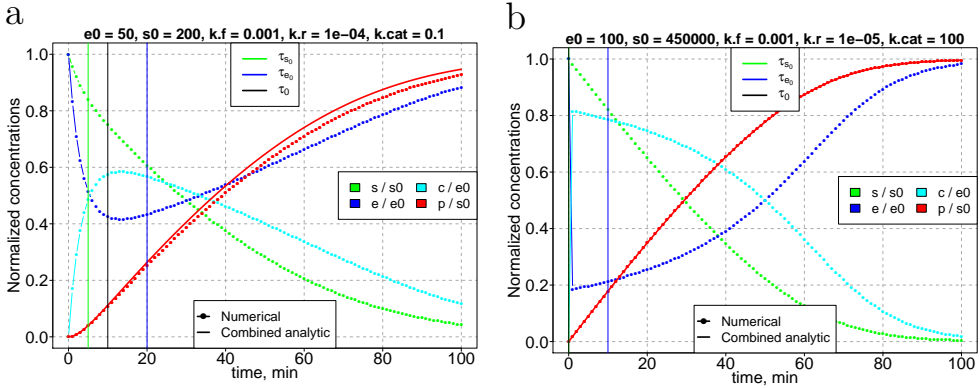 a
e0 = 50, s0 = 200, k.f = 0.001, k.r = 1e-04, k.cat = 0.1
τs0
τe0
τ0
Normalized concentrations
1.0
0.8
0.6
0.4
0.2
0.0
s / s0 c / e0
e / e0 p / s0
Numerical
Combined analytic
0 20 40 60 80 100
time, min
b
e0 = 100, s0 = 450000, k.f = 0.001, k.r = 1e-05, k.cat = 100
τs0
τe0
τ0
Normalized concentrations
1.0
0.8
0.6
0.4
0.2
0.0
s / s0 c / e0
e / e0 p / s0
Numerical
Combined analytic
0 20 40 60 80 100
time, min